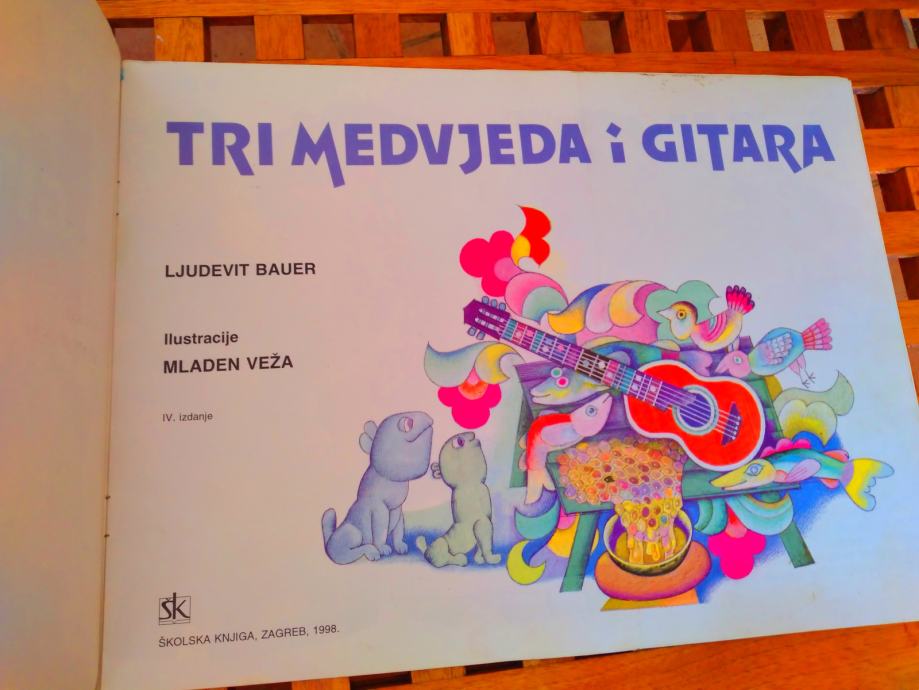 TRI MEDVJEDA i GITARA
LJUDEVIT BAUER
Ilustracije
MLADEN VEŽA
IV. izdanje
šk
ŠKOLSKA KNJIGA, ZAGREB, 1998.